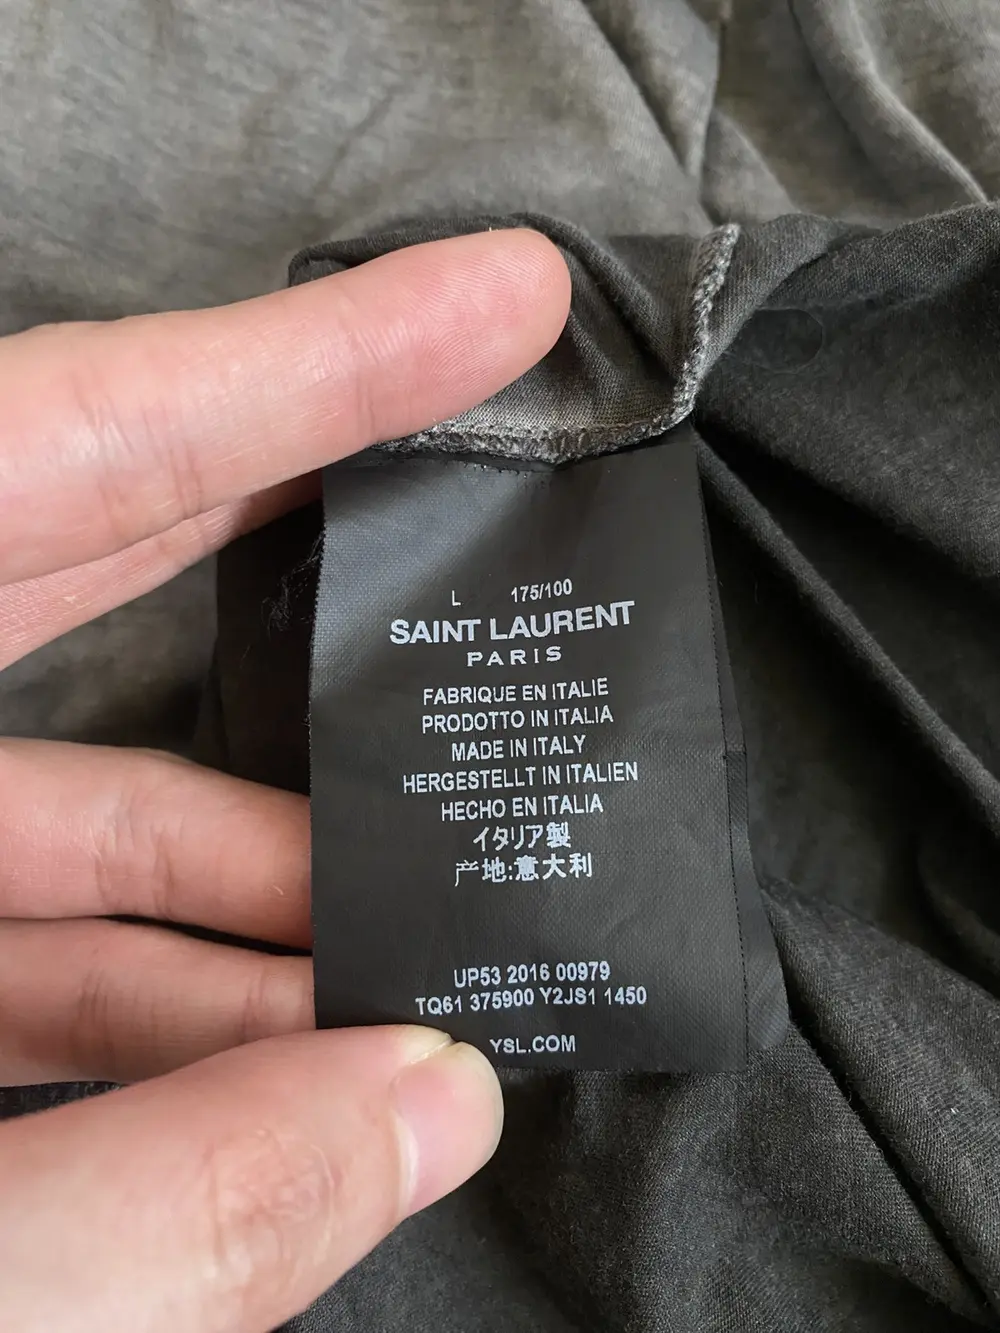 L 175/100
SAINT LAURENT
PARIS
FABRIQUE EN ITALIE
PRODOTTO IN ITALIA
MADE IN ITALY
HERGESTELLT IN ITALIEN
HECHO EN ITALIA
イタリア製
产地:意大利
UP53 2016 00979
TQ61 375900 Y2JS1 1450
YSL.COM